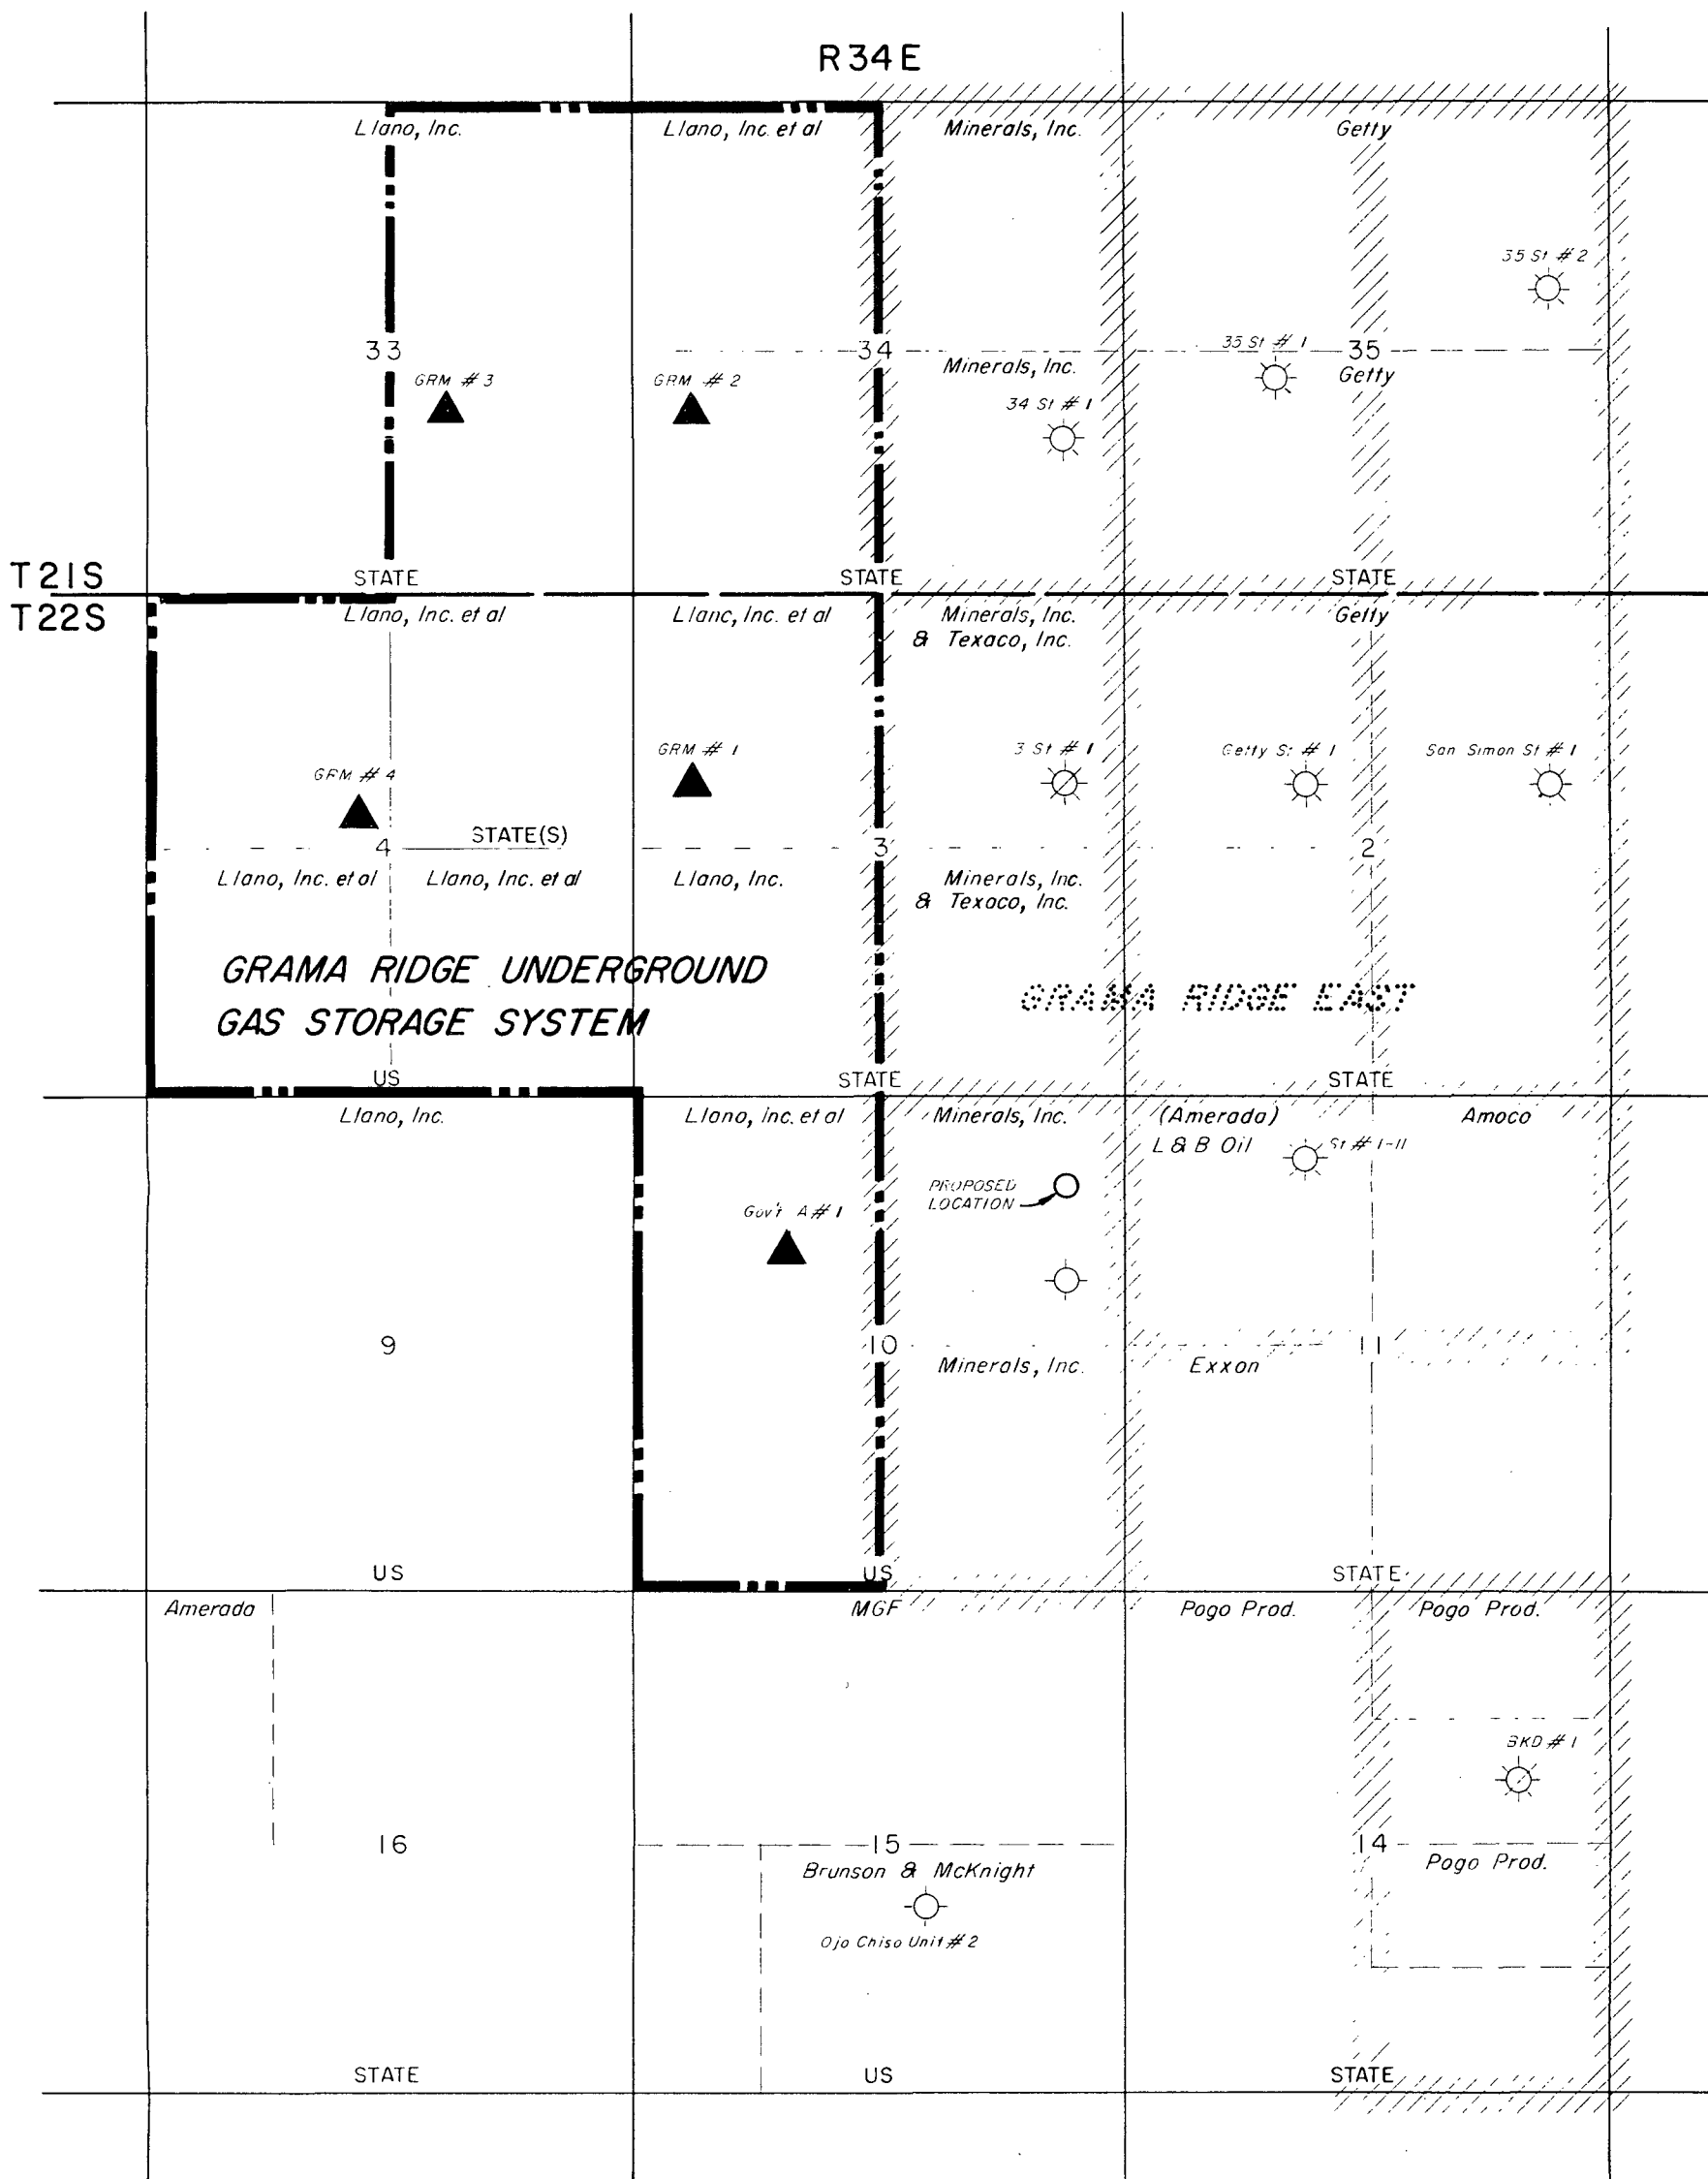 R34E
Llano, Inc.
Llano, Inc. et al
Minerals, Inc.
Getty
35 St # 2
33
34
35 St # 1
35
Minerals, Inc.
Getty
GRM # 3
GRM # 2
34 St # 1
T21S
STATE
STATE
STATE
T22S
Llano, Inc. et al
Llano, Inc. et al
Minerals, Inc.
& Texaco, Inc.
Getty
GRM # 4
GRM # 1
3 St # 1
Getty St # 1
San Simon St # 1
STATE(S)
4
3
2
Llano, Inc. et al
Llano, Inc. et al
Llano, Inc.
Minerals, Inc.
& Texaco, Inc.
GRAMA RIDGE UNDERGROUND
GAS STORAGE SYSTEM
GRAMA RIDGE EAST
US
STATE
STATE
Llano, Inc.
Llano, Inc. et al
Minerals, Inc.
(Amerada)
L & B Oil
Amoco
St # 1-11
PROPOSED
LOCATION
Gov't A # 1
9
10
11
Minerals, Inc.
Exxon
US
US
STATE
Amerada
MGF
Pogo Prod.
Pogo Prod.
SKD # 1
16
15
14
Brunson & McKnight
Pogo Prod.
Ojo Chiso Unit # 2
STATE
US
STATE